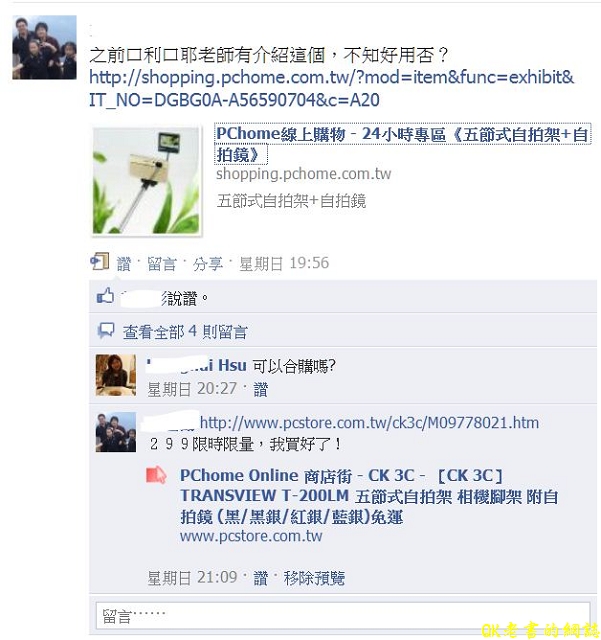 之前口利口耶老師有介紹這個，不知好用否？
http://shopping.pchome.com.tw/?mod=item&func=exhibit&
IT_NO=DGBG0A-A56590704&c=A20
PChome線上購物 - 24小時專區《五節式自拍架+自
拍鏡》
shopping.pchome.com.tw
五節式自拍架+自拍鏡
讚 · 留言 · 分享 · 星期日 19:56
說讚。
查看全部 4 則留言
Hsu 可以合購嗎?
星期日 20:27 · 讚
http://www.pcstore.com.tw/ck3c/M09778021.htm
２９９限時限量，我買好了！
PChome Online 商店街 - CK 3C - ［CK 3C］
TRANSVIEW T-200LM 五節式自拍架 相機腳架 附自
拍鏡 (黑/黑銀/紅銀/藍銀)免運
www.pcstore.com.tw
星期日 21:09 · 讚 · 移除預覽
留言……
QK老書的網誌